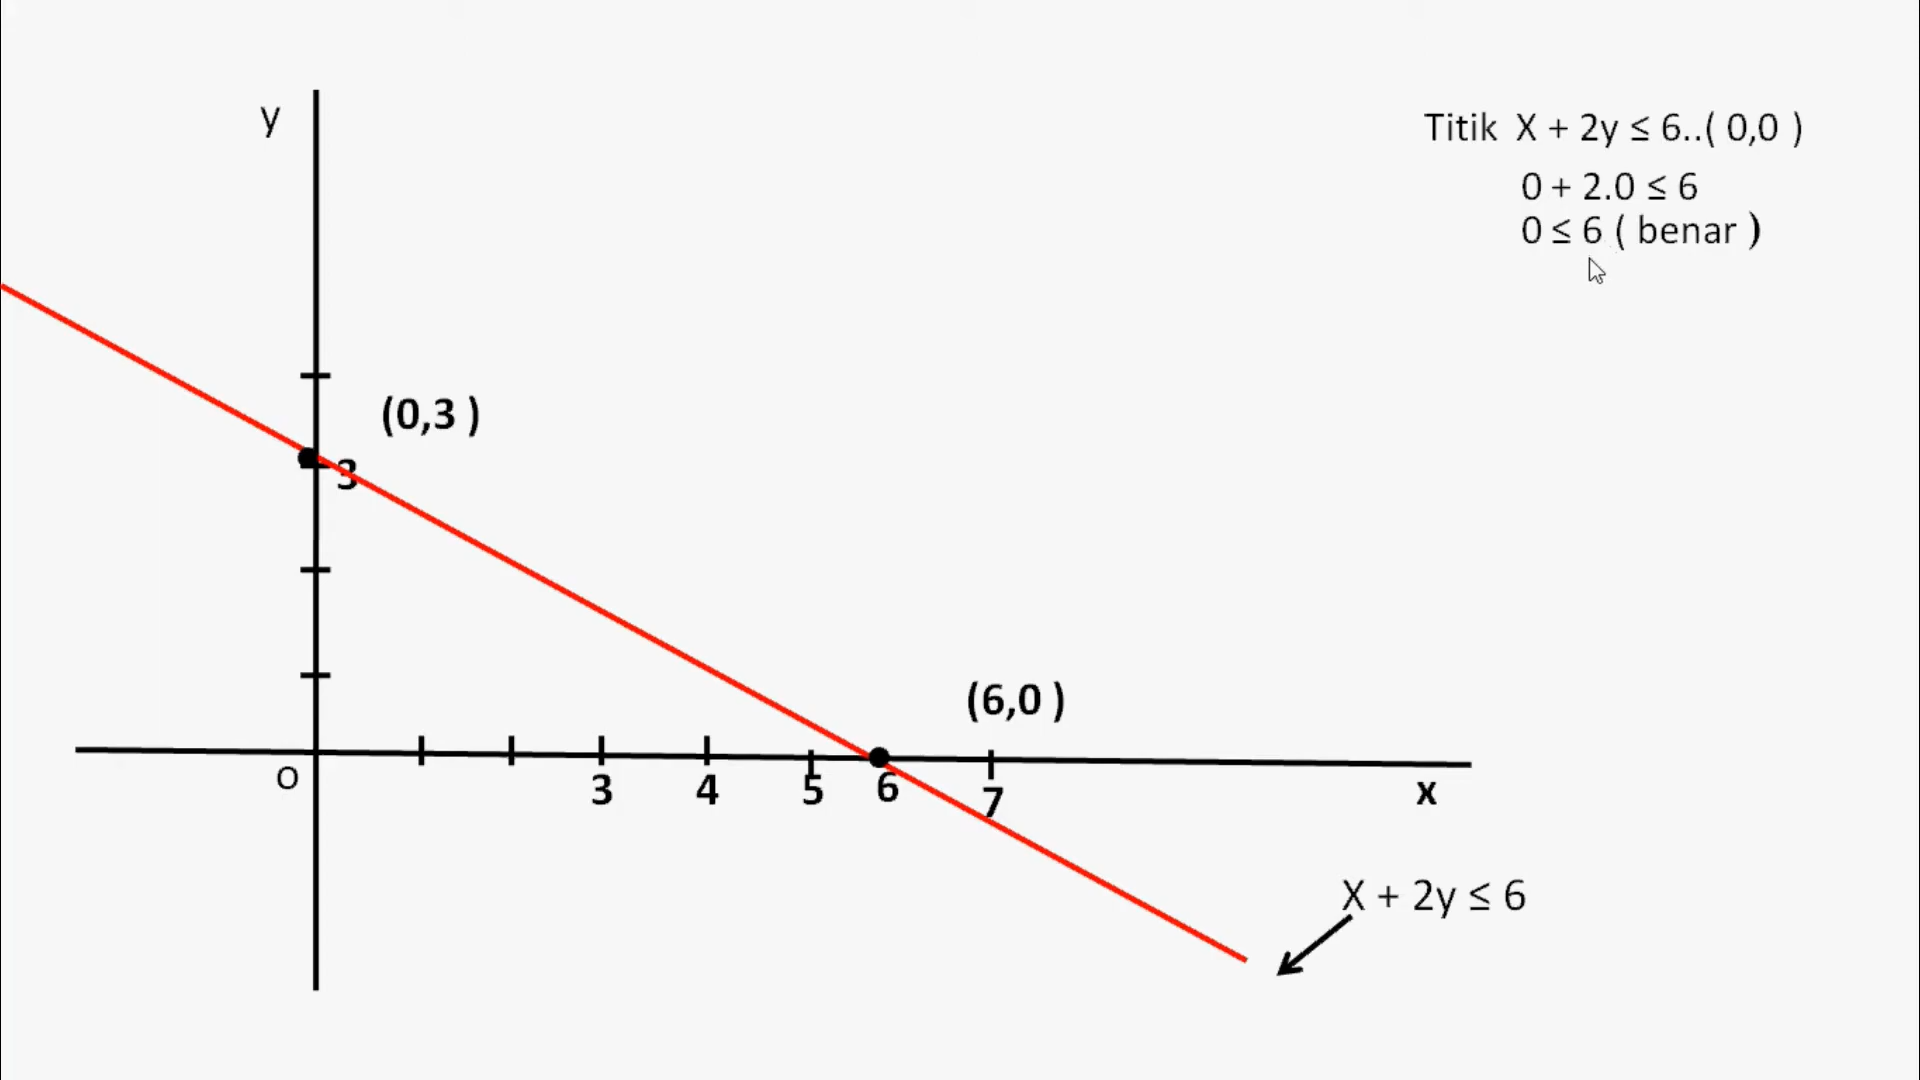 y
Titik X + 2y ≤ 6..( 0,0 )
0 + 2.0 ≤ 6
0 ≤ 6 ( benar )
(0,3 )
3
(6,0 )
O
3 4 5 6 7
x
X + 2y ≤ 6